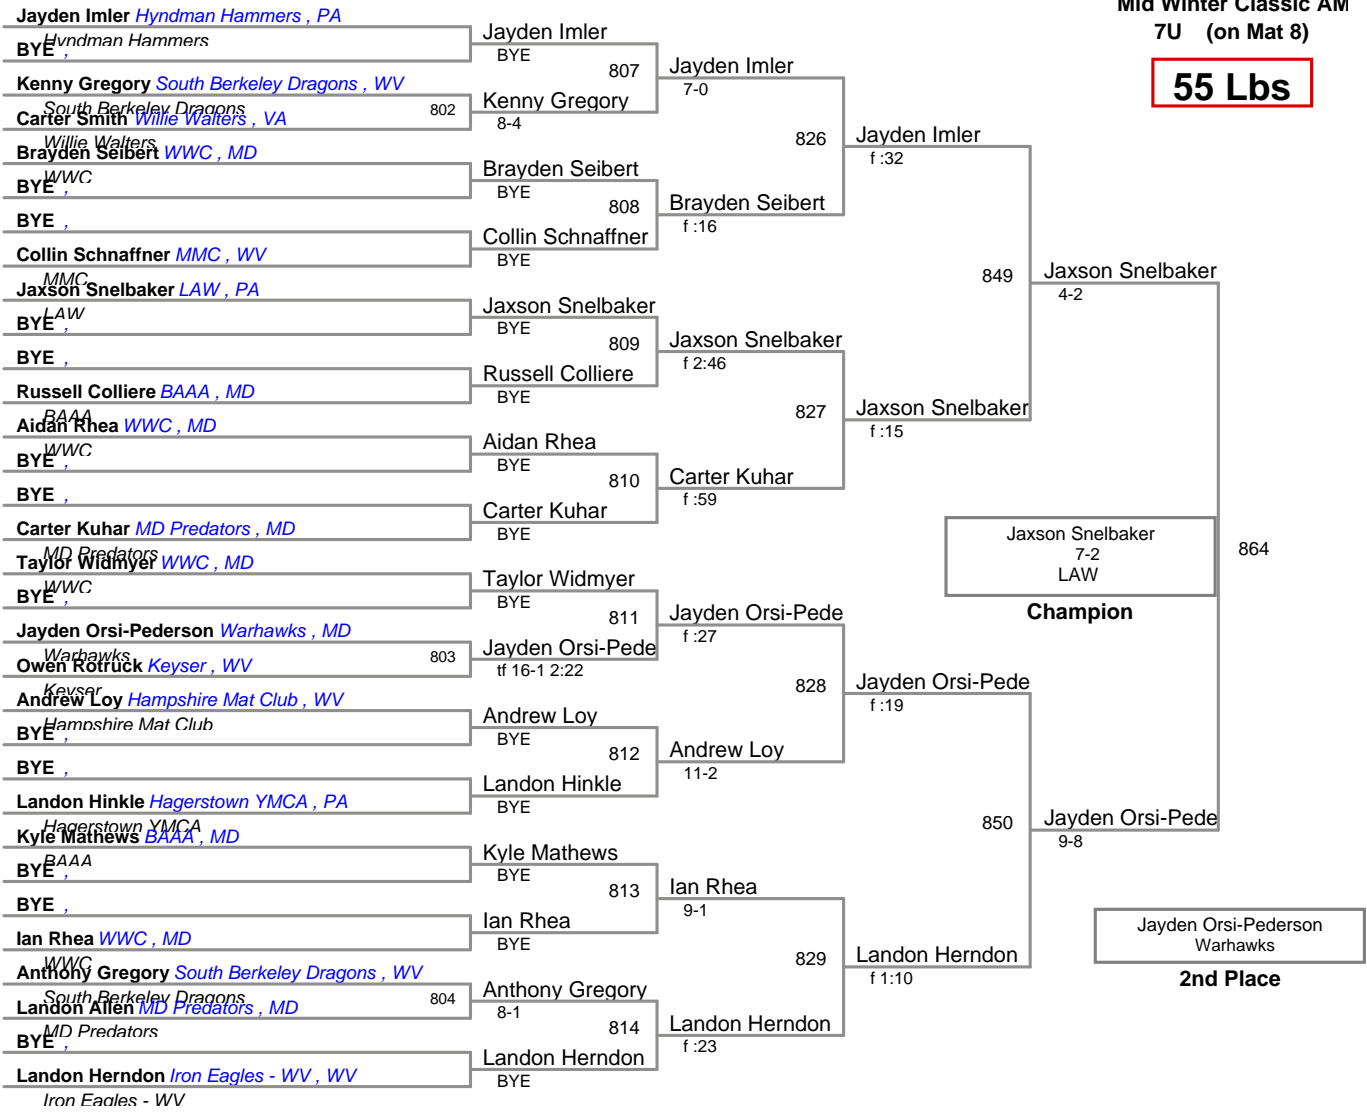 Mid Winter Classic AM
7U (on Mat 8)
55 Lbs
Jayden Imler Hyndman Hammers , PA
Hyndman Hammers
BYE ,
Kenny Gregory South Berkeley Dragons , WV
South Berkeley Dragons
Carter Smith Willie Walters , VA
Willie Walters
802
Brayden Seibert WWC , MD
WWC
BYE ,
BYE ,
Collin Schnaffner MMC , WV
MMC
Jaxson Snelbaker LAW , PA
LAW
BYE ,
BYE ,
Russell Colliere BAAA , MD
BAAA
Aidan Rhea WWC , MD
WWC
BYE ,
BYE ,
Carter Kuhar MD Predators , MD
MD Predators
Taylor Widmyer WWC , MD
WWC
BYE ,
Jayden Orsi-Pederson Warhawks , MD
Warhawks
Owen Rotruck Keyser , WV
Keyser
803
Andrew Loy Hampshire Mat Club , WV
Hampshire Mat Club
BYE ,
BYE ,
Landon Hinkle Hagerstown YMCA , PA
Hagerstown YMCA
Kyle Mathews BAAA , MD
BAAA
BYE ,
BYE ,
Ian Rhea WWC , MD
WWC
Anthony Gregory South Berkeley Dragons , WV
South Berkeley Dragons
Landon Allen MD Predators , MD
MD Predators
804
BYE ,
Landon Herndon Iron Eagles - WV , WV
Iron Eagles - WV
Jayden Imler
BYE
807
Kenny Gregory
8-4
Brayden Seibert
BYE
808
Collin Schnaffner
BYE
Jaxson Snelbaker
BYE
809
Russell Colliere
BYE
Aidan Rhea
BYE
810
Carter Kuhar
BYE
Taylor Widmyer
BYE
811
Jayden Orsi-Pede
tf 16-1 2:22
Andrew Loy
BYE
812
Landon Hinkle
BYE
Kyle Mathews
BYE
813
Ian Rhea
BYE
Anthony Gregory
8-1
814
Landon Herndon
BYE
Jayden Imler
7-0
826
Brayden Seibert
f :16
Jaxson Snelbaker
f 2:46
827
Carter Kuhar
f :59
Jayden Orsi-Pede
f :27
828
Andrew Loy
11-2
Ian Rhea
9-1
829
Landon Herndon
f :23
Jayden Imler
f :32
849
Jaxson Snelbaker
f :15
Jayden Orsi-Pede
f :19
850
Landon Herndon
f 1:10
Jaxson Snelbaker
4-2
864
Jayden Orsi-Pede
9-8
Jaxson Snelbaker
7-2
LAW
Champion
Jayden Orsi-Pederson
Warhawks
2nd Place